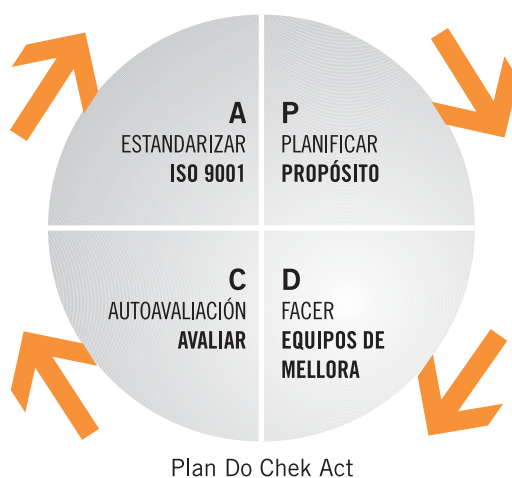 A
ESTANDARIZAR
ISO 9001
P
PLANIFICAR
PROPÓSITO
C
AUTOAVALIACIÓN
AVALIAR
D
FACER
EQUIPOS DE
MELLORA
Plan Do Chek Act